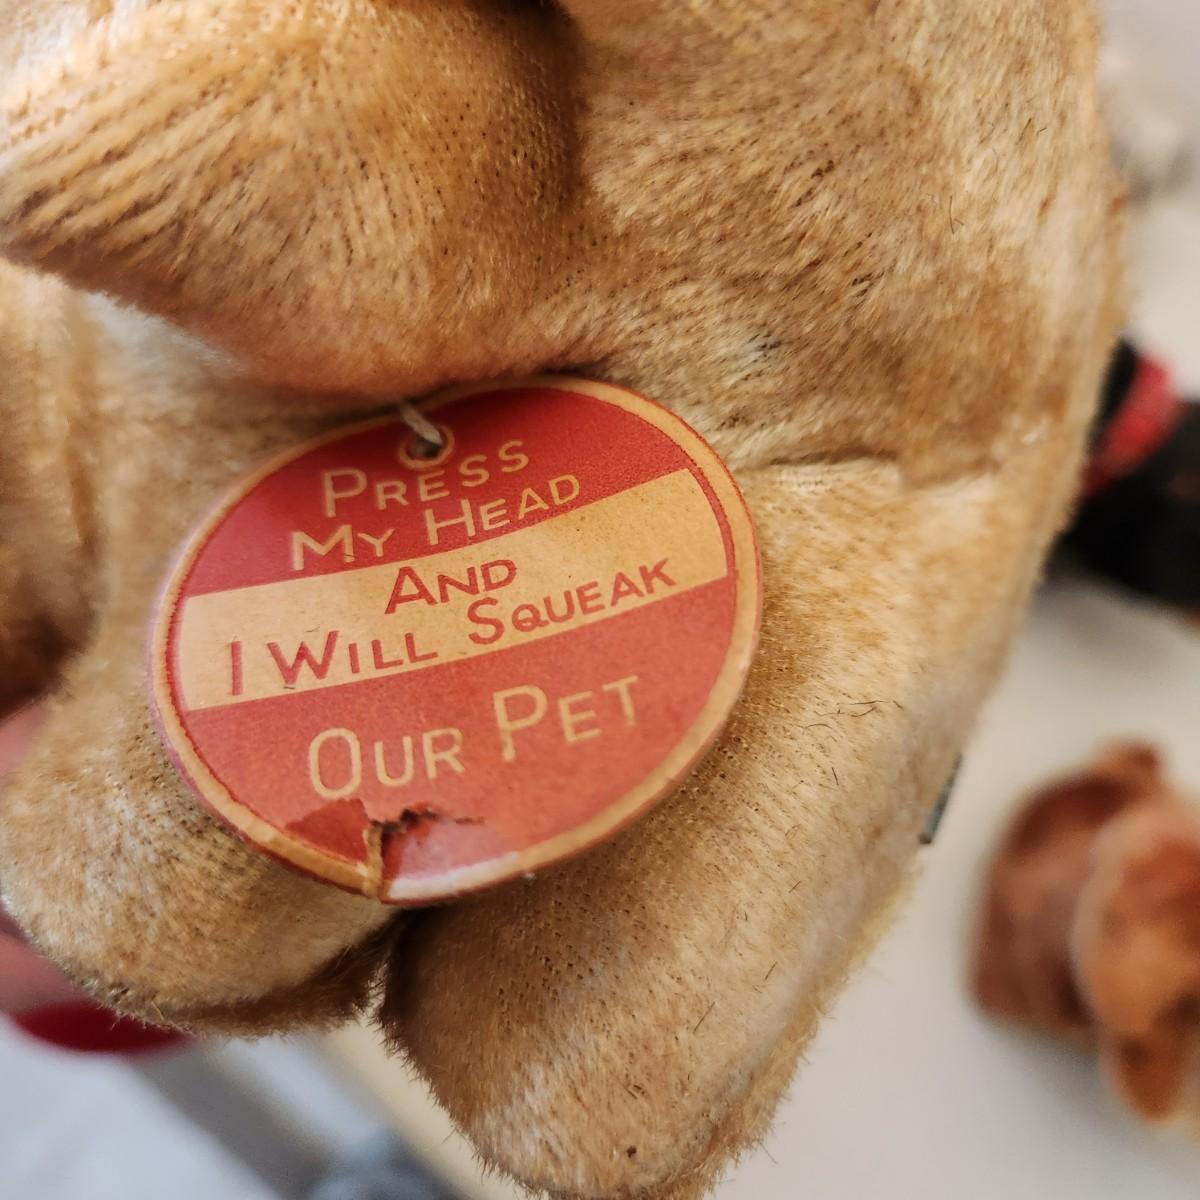 PRESS
MY HEAD
AND
I WILL SQUEAK
OUR PET